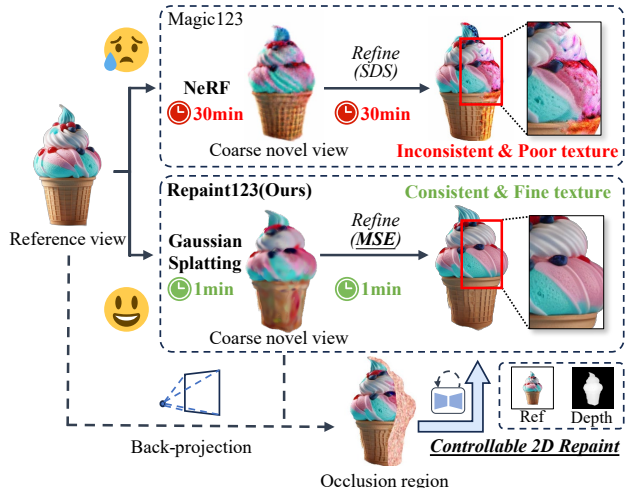 Magic123
NeRF
30min
Coarse novel view
Refine
(SDS)
30min
Inconsistent & Poor texture
Reference view
Repaint123(Ours)
Consistent & Fine texture
Gaussian
Splatting
1min
Coarse novel view
Refine
(MSE)
1min
Back-projection
Occlusion region
Ref
Depth
Controllable 2D Repaint